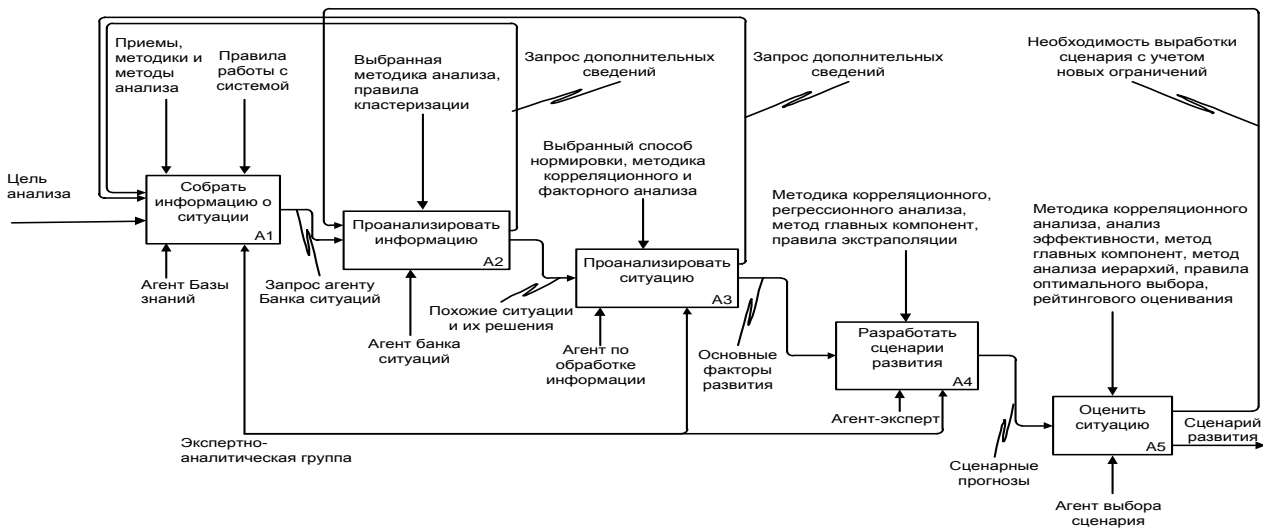 Приемы,
методики и
методы
анализа
Правила
работы с
системой
Выбранная
методика анализа,
правила
кластеризации
Запрос дополнительных
сведений
Запрос дополнительных
сведений
Необходимость выработки
сценария с учетом
новых ограничений
Выбранный способ
нормировки, методика
корреляционного и
факторного анализа
Цель
анализа
Собрать
информацию о
ситуации
А1
Проанализировать
информацию
А2
Методика корреляционного,
регрессионного анализа,
метод главных компонент,
правила экстраполяции
Методика корреляционного
анализа, анализ
эффективности, метод
главных компонент, метод
анализа иерархий, правила
оптимального выбора,
рейтингового оценивания
Проанализировать
ситуацию
А3
Агент Базы
знаний
Запрос агенту
Банка ситуаций
Похожие ситуации
и их решения
Агент банка
ситуаций
Агент по
обработке
информации
Основные
факторы
развития
Разработать
сценарии
развития
А4
Агент-эксперт
Оценить
ситуацию
А5
Сценарий
развития
Экспертно-
аналитическая группа
Сценарные
прогнозы
Агент выбора
сценария